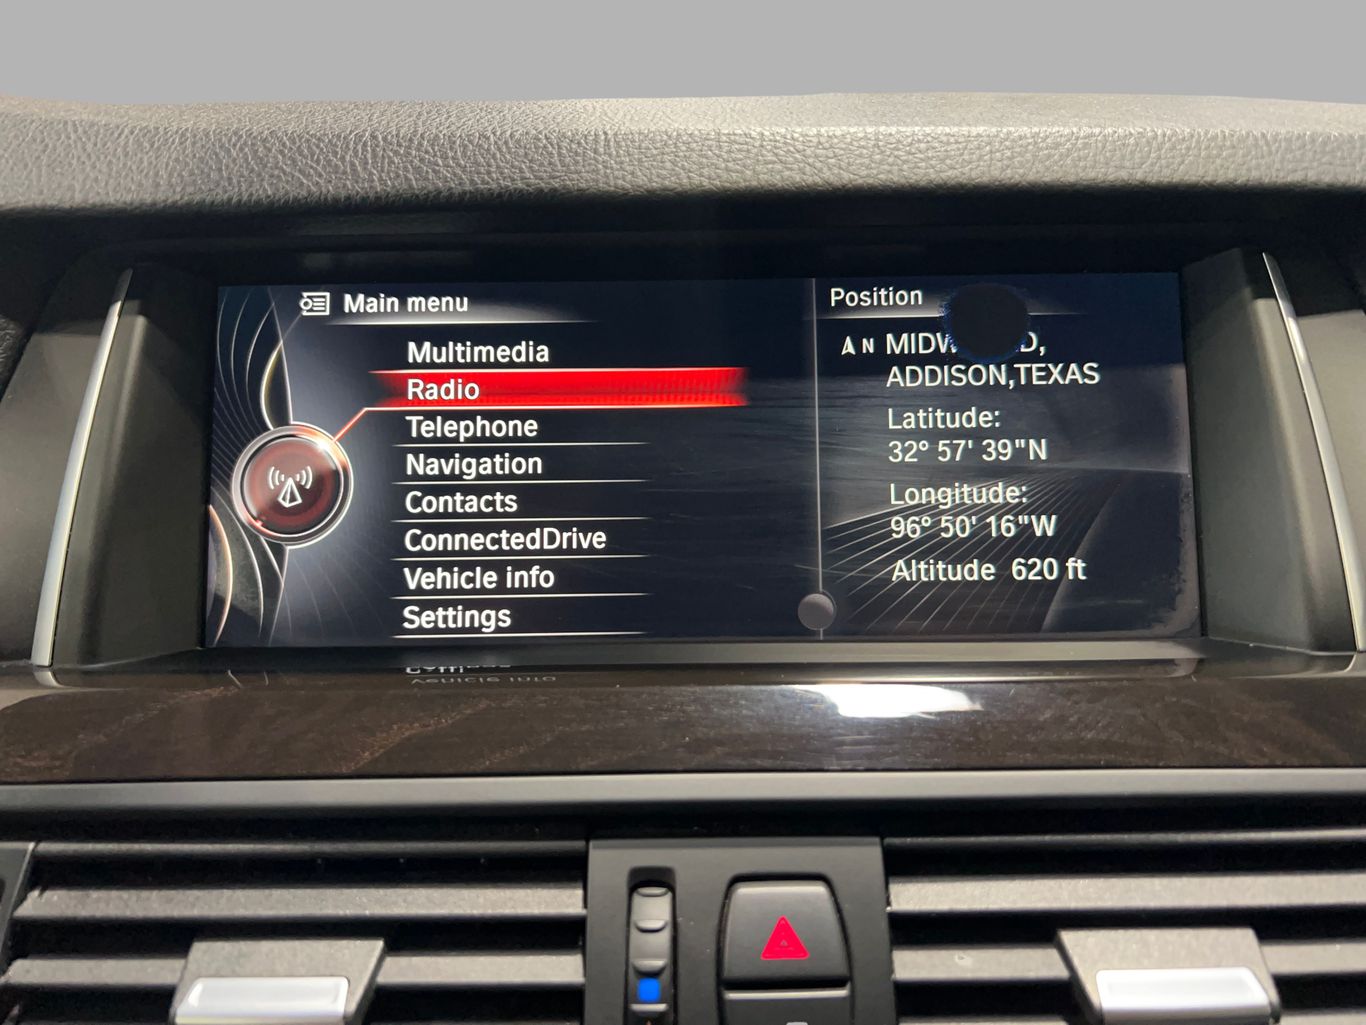 Main menu
Multimedia
Radio
Telephone
Navigation
Contacts
ConnectedDrive
Vehicle info
Settings
Position
N
ADDISON,TEXAS
Latitude:
32° 57' 39"N
Longitude:
96° 50' 16"W
Altitude 620 ft